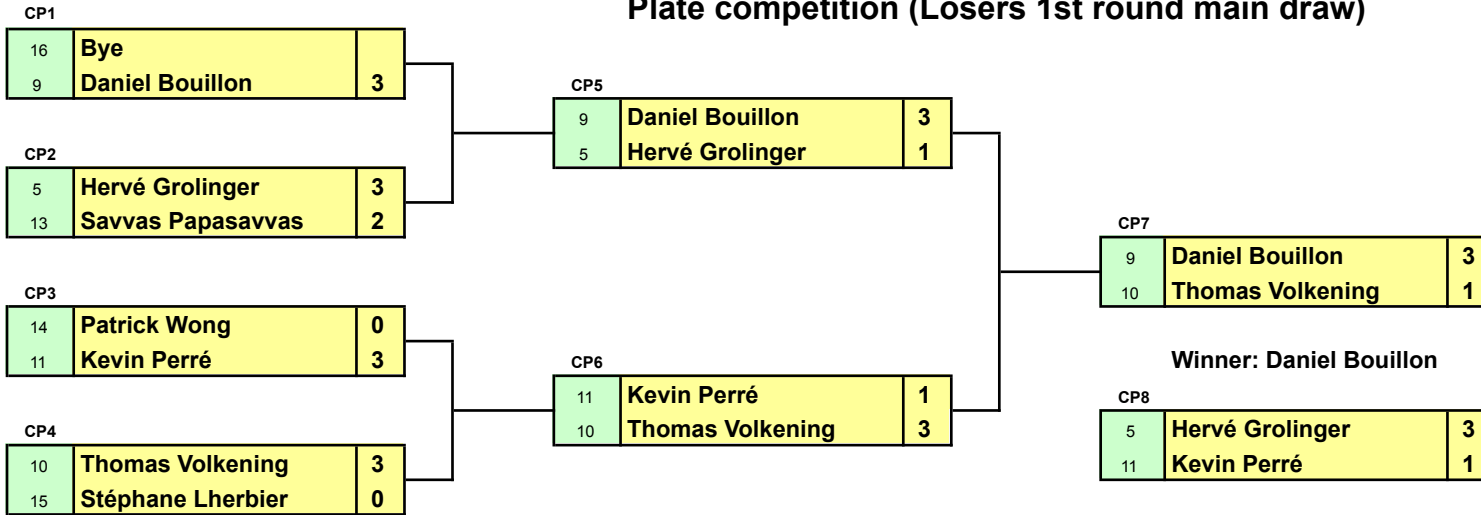 Plate competition (Losers 1st round main draw)
CP1
16 Bye
9 Daniel Bouillon 3
CP2
5 Hervé Grolinger 3
13 Savvas Papasavvas 2
CP3
14 Patrick Wong 0
11 Kevin Perré 3
CP4
10 Thomas Volkening 3
15 Stéphane Lherbier 0
CP5
9 Daniel Bouillon 3
5 Hervé Grolinger 1
CP6
11 Kevin Perré 1
10 Thomas Volkening 3
CP7
9 Daniel Bouillon 3
10 Thomas Volkening 1
Winner: Daniel Bouillon
CP8
5 Hervé Grolinger 3
11 Kevin Perré 1